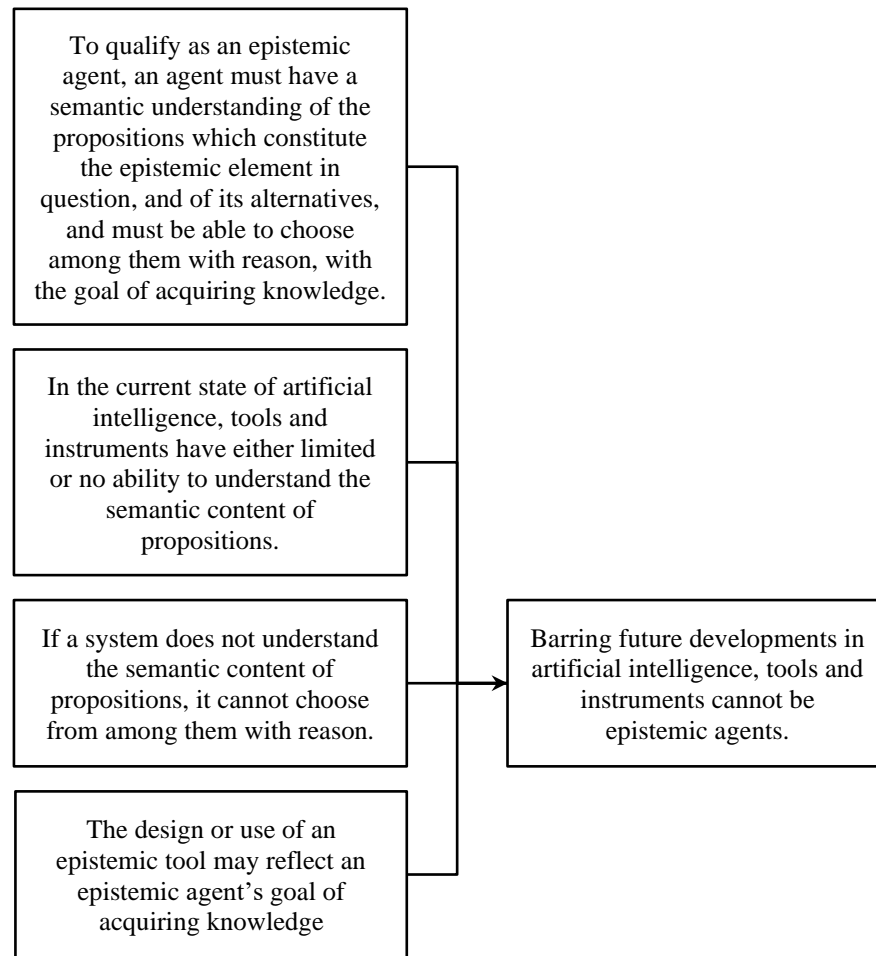 To qualify as an epistemic
agent, an agent must have a
semantic understanding of the
propositions which constitute
the epistemic element in
question, and of its alternatives,
and must be able to choose
among them with reason, with
the goal of acquiring knowledge.
In the current state of artificial
intelligence, tools and
instruments have either limited
or no ability to understand the
semantic content of
propositions.
If a system does not understand
the semantic content of
propositions, it cannot choose
from among them with reason.
The design or use of an
epistemic tool may reflect an
epistemic agent’s goal of
acquiring knowledge
Barring future developments in
artificial intelligence, tools and
instruments cannot be
epistemic agents.